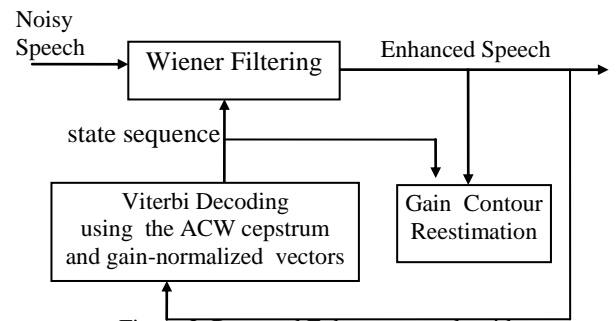 Noisy
Speech
Wiener Filtering
Enhanced Speech
state sequence
Viterbi Decoding
using the ACW cepstrum
and gain-normalized vectors
Gain Contour
Reestimation